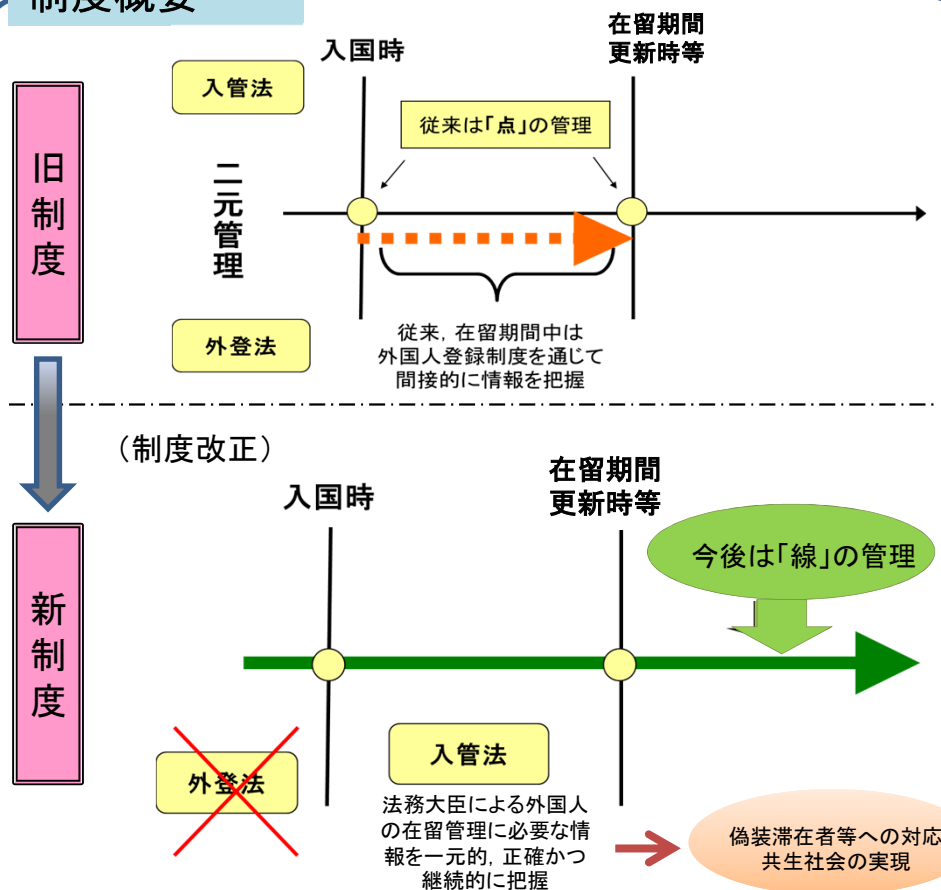 制度概要
旧制度
入管法
二元管理
外登法
入国時
在留期間
更新時等
従来は「点」の管理
従来，在留期間中は
外国人登録制度を通じて
間接的に情報を把握
（制度改正）
新制度
入国時
在留期間
更新時等
今後は「線」の管理
外登法
入管法
法務大臣による外国人
の在留管理に必要な情
報を一元的，正確かつ
継続的に把握
偽装滞在者等への対応
共生社会の実現